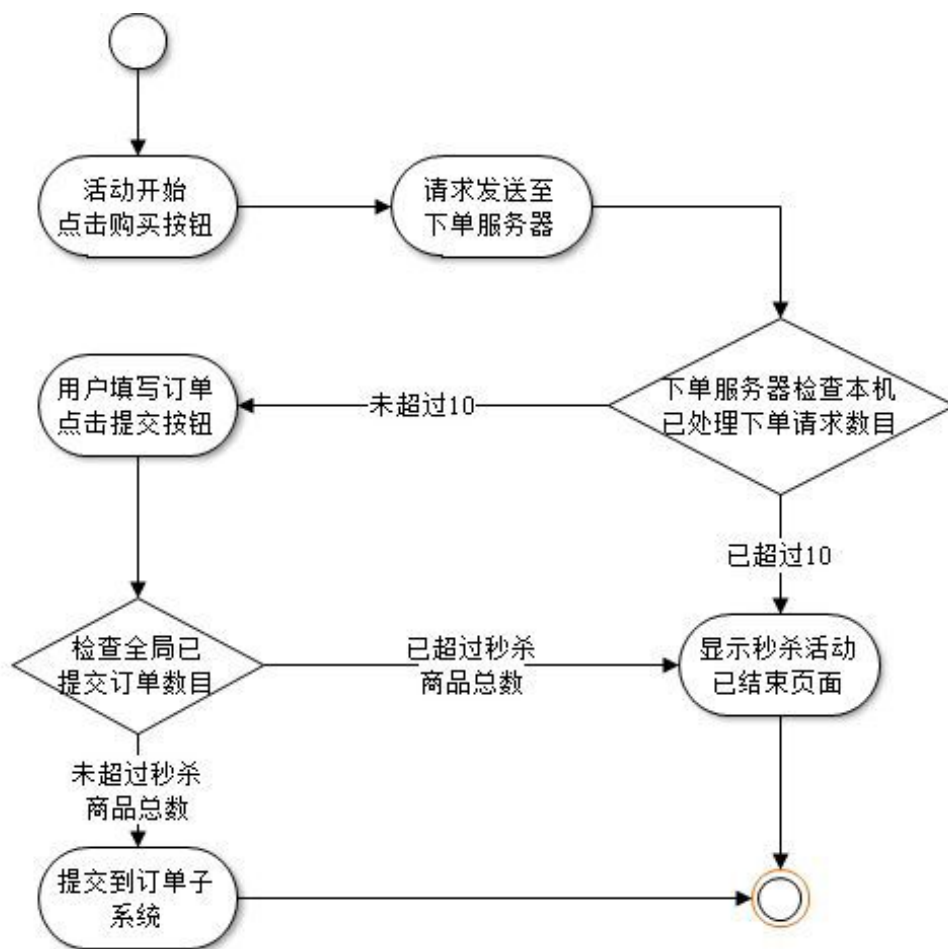 活动开始
点击购买按钮
请求发送至
下单服务器
下单服务器检查本机
已处理下单请求数目
未超过10
用户填写订单
点击提交按钮
已超过10
检查全局已
提交订单数目
已超过秒杀
商品总数
显示秒杀活动
已结束页面
未超过秒杀
商品总数
提交到订单子
系统